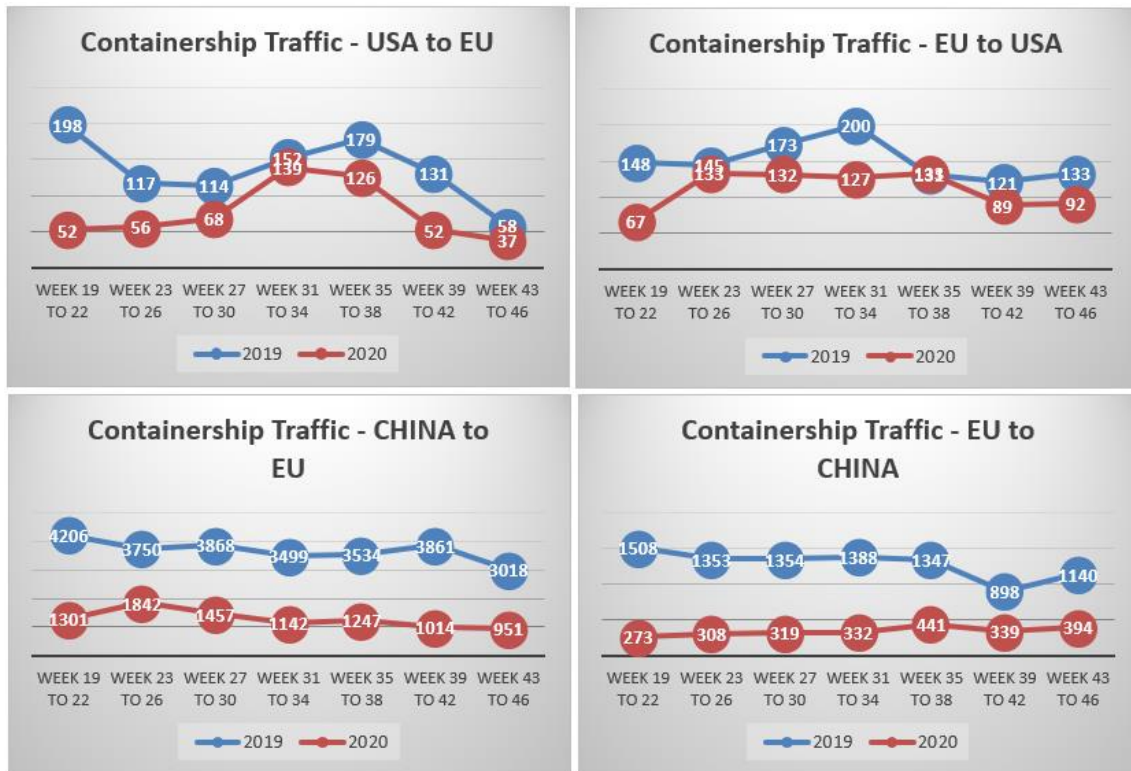 Containership Traffic - USA to EU
198
117
114
152
179
131
58
52
56
68
139
126
52
37
WEEK 19 TO 22
WEEK 23 TO 26
WEEK 27 TO 30
WEEK 31 TO 34
WEEK 35 TO 38
WEEK 39 TO 42
WEEK 43 TO 46
2019 2020
Containership Traffic - EU to USA
148
145
173
200
121
133
67
133
132
127
89
92
WEEK 19 TO 22
WEEK 23 TO 26
WEEK 27 TO 30
WEEK 31 TO 34
WEEK 35 TO 38
WEEK 39 TO 42
WEEK 43 TO 46
2019 2020
Containership Traffic - CHINA to
EU
4206
3750
3868
3499
3534
3861
3018
1301
1842
1457
1142
1247
1014
951
WEEK 19 TO 22
WEEK 23 TO 26
WEEK 27 TO 30
WEEK 31 TO 34
WEEK 35 TO 38
WEEK 39 TO 42
WEEK 43 TO 46
2019 2020
Containership Traffic - EU to
CHINA
1508
1353
1354
1388
1347
898
1140
273
308
319
332
441
339
394
WEEK 19 TO 22
WEEK 23 TO 26
WEEK 27 TO 30
WEEK 31 TO 34
WEEK 35 TO 38
WEEK 39 TO 42
WEEK 43 TO 46
2019 2020